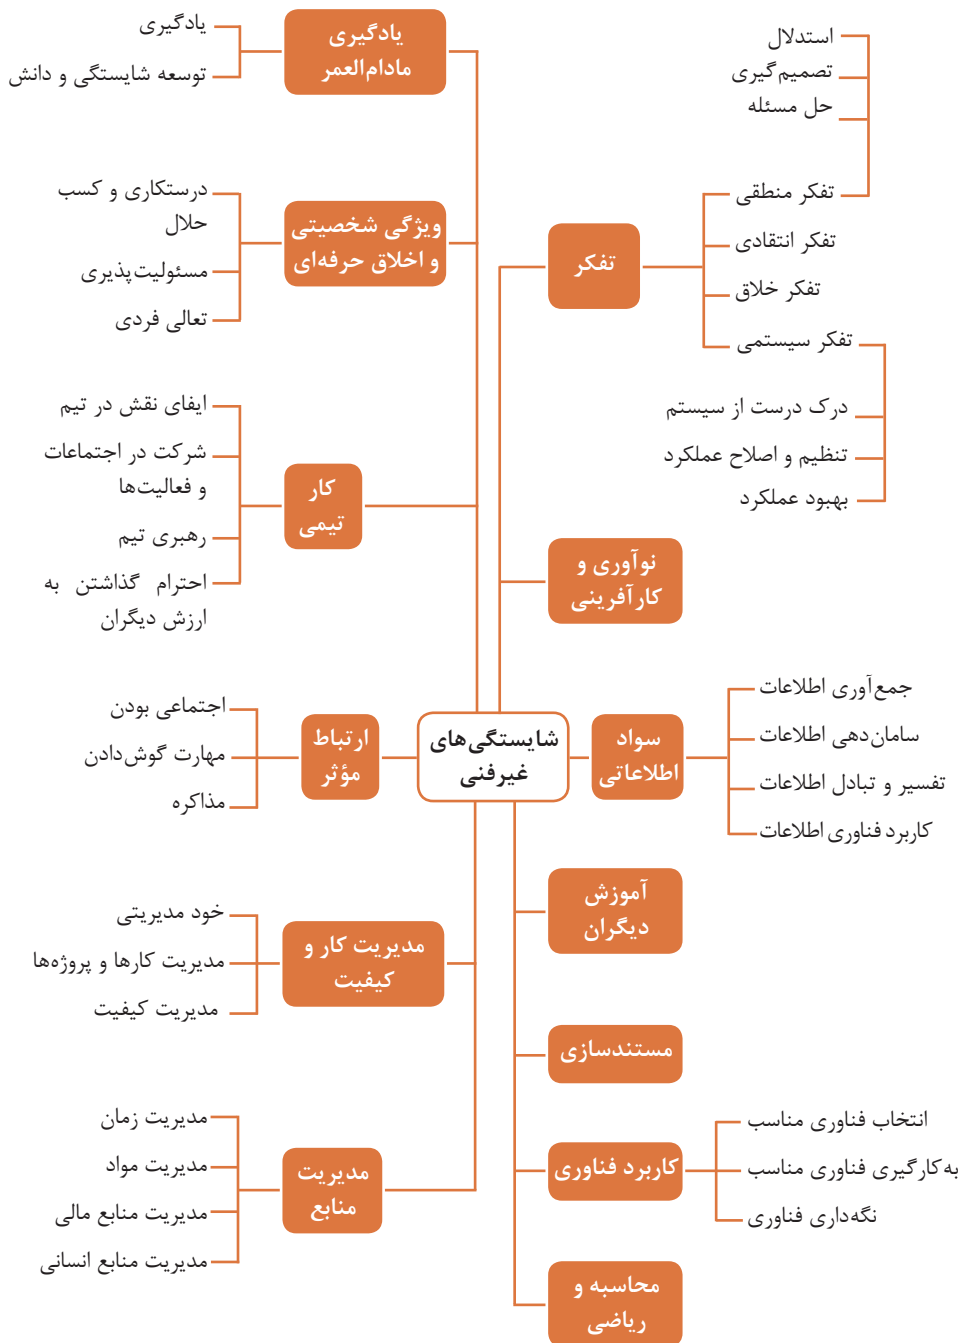 شایستگی‌های
غیرفنی
تفکر
استدلال
تصمیم‌گیری
حل مسئله
تفکر منطقی
تفکر انتقادی
تفکر خلاق
تفکر سیستمی
درک درست از سیستم
تنظیم و اصلاح عملکرد
بهبود عملکرد
نوآوری و
کارآفرینی
سواد
اطلاعاتی
جمع‌آوری اطلاعات
سامان‌دهی اطلاعات
تفسیر و تبادل اطلاعات
کاربرد فناوری اطلاعات
آموزش
دیگران
مستندسازی
کاربرد فناوری
انتخاب فناوری مناسب
به‌کارگیری فناوری مناسب
نگه‌داری فناوری
محاسبه و
ریاضی
یادگیری
مادام‌العمر
یادگیری
توسعه شایستگی و دانش
ویژگی شخصیتی
و اخلاق حرفه‌ای
درستکاری و کسب
حلال
مسئولیت‌پذیری
تعالی فردی
کار
تیمی
ایفای نقش در تیم
شرکت در اجتماعات
و فعالیت‌ها
رهبری تیم
احترام گذاشتن به
ارزش دیگران
ارتباط
مؤثر
اجتماعی بودن
مهارت گوش‌دادن
مذاکره
مدیریت کار و
کیفیت
خود مدیریتی
مدیریت کارها و پروژه‌ها
مدیریت کیفیت
مدیریت
منابع
مدیریت زمان
مدیریت مواد
مدیریت منابع مالی
مدیریت منابع انسانی